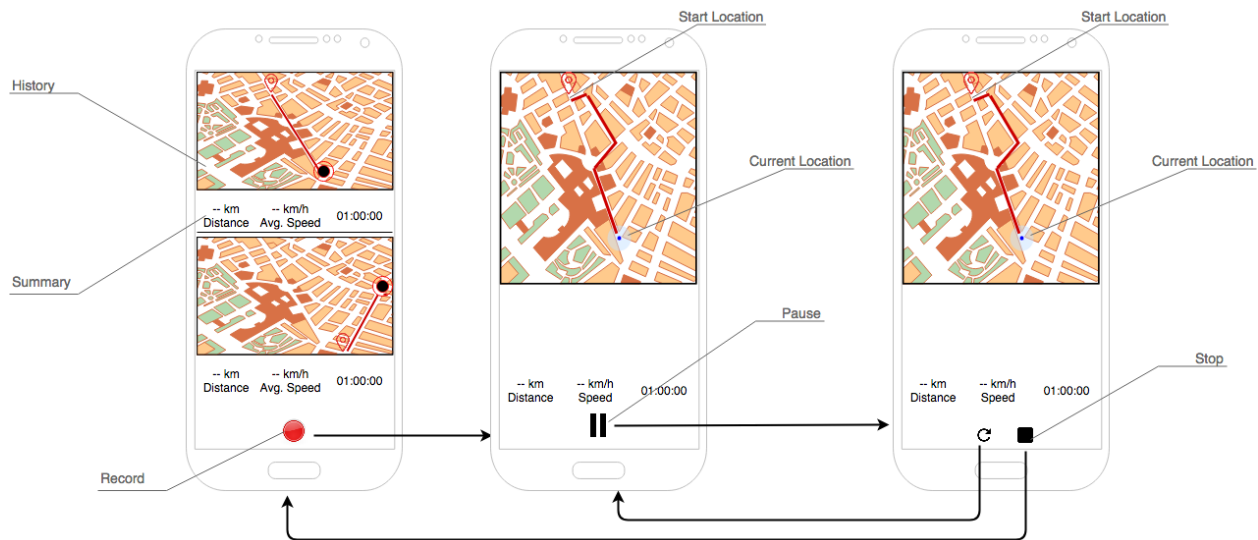 Start Location
Start Location
History
Current Location
Current Location
-- km
Distance
-- km/h
Avg. Speed
01:00:00
Summary
Pause
Stop
-- km
Distance
-- km/h
Avg. Speed
01:00:00
-- km
Distance
-- km/h
Speed
01:00:00
-- km
Distance
-- km/h
Speed
01:00:00
Record